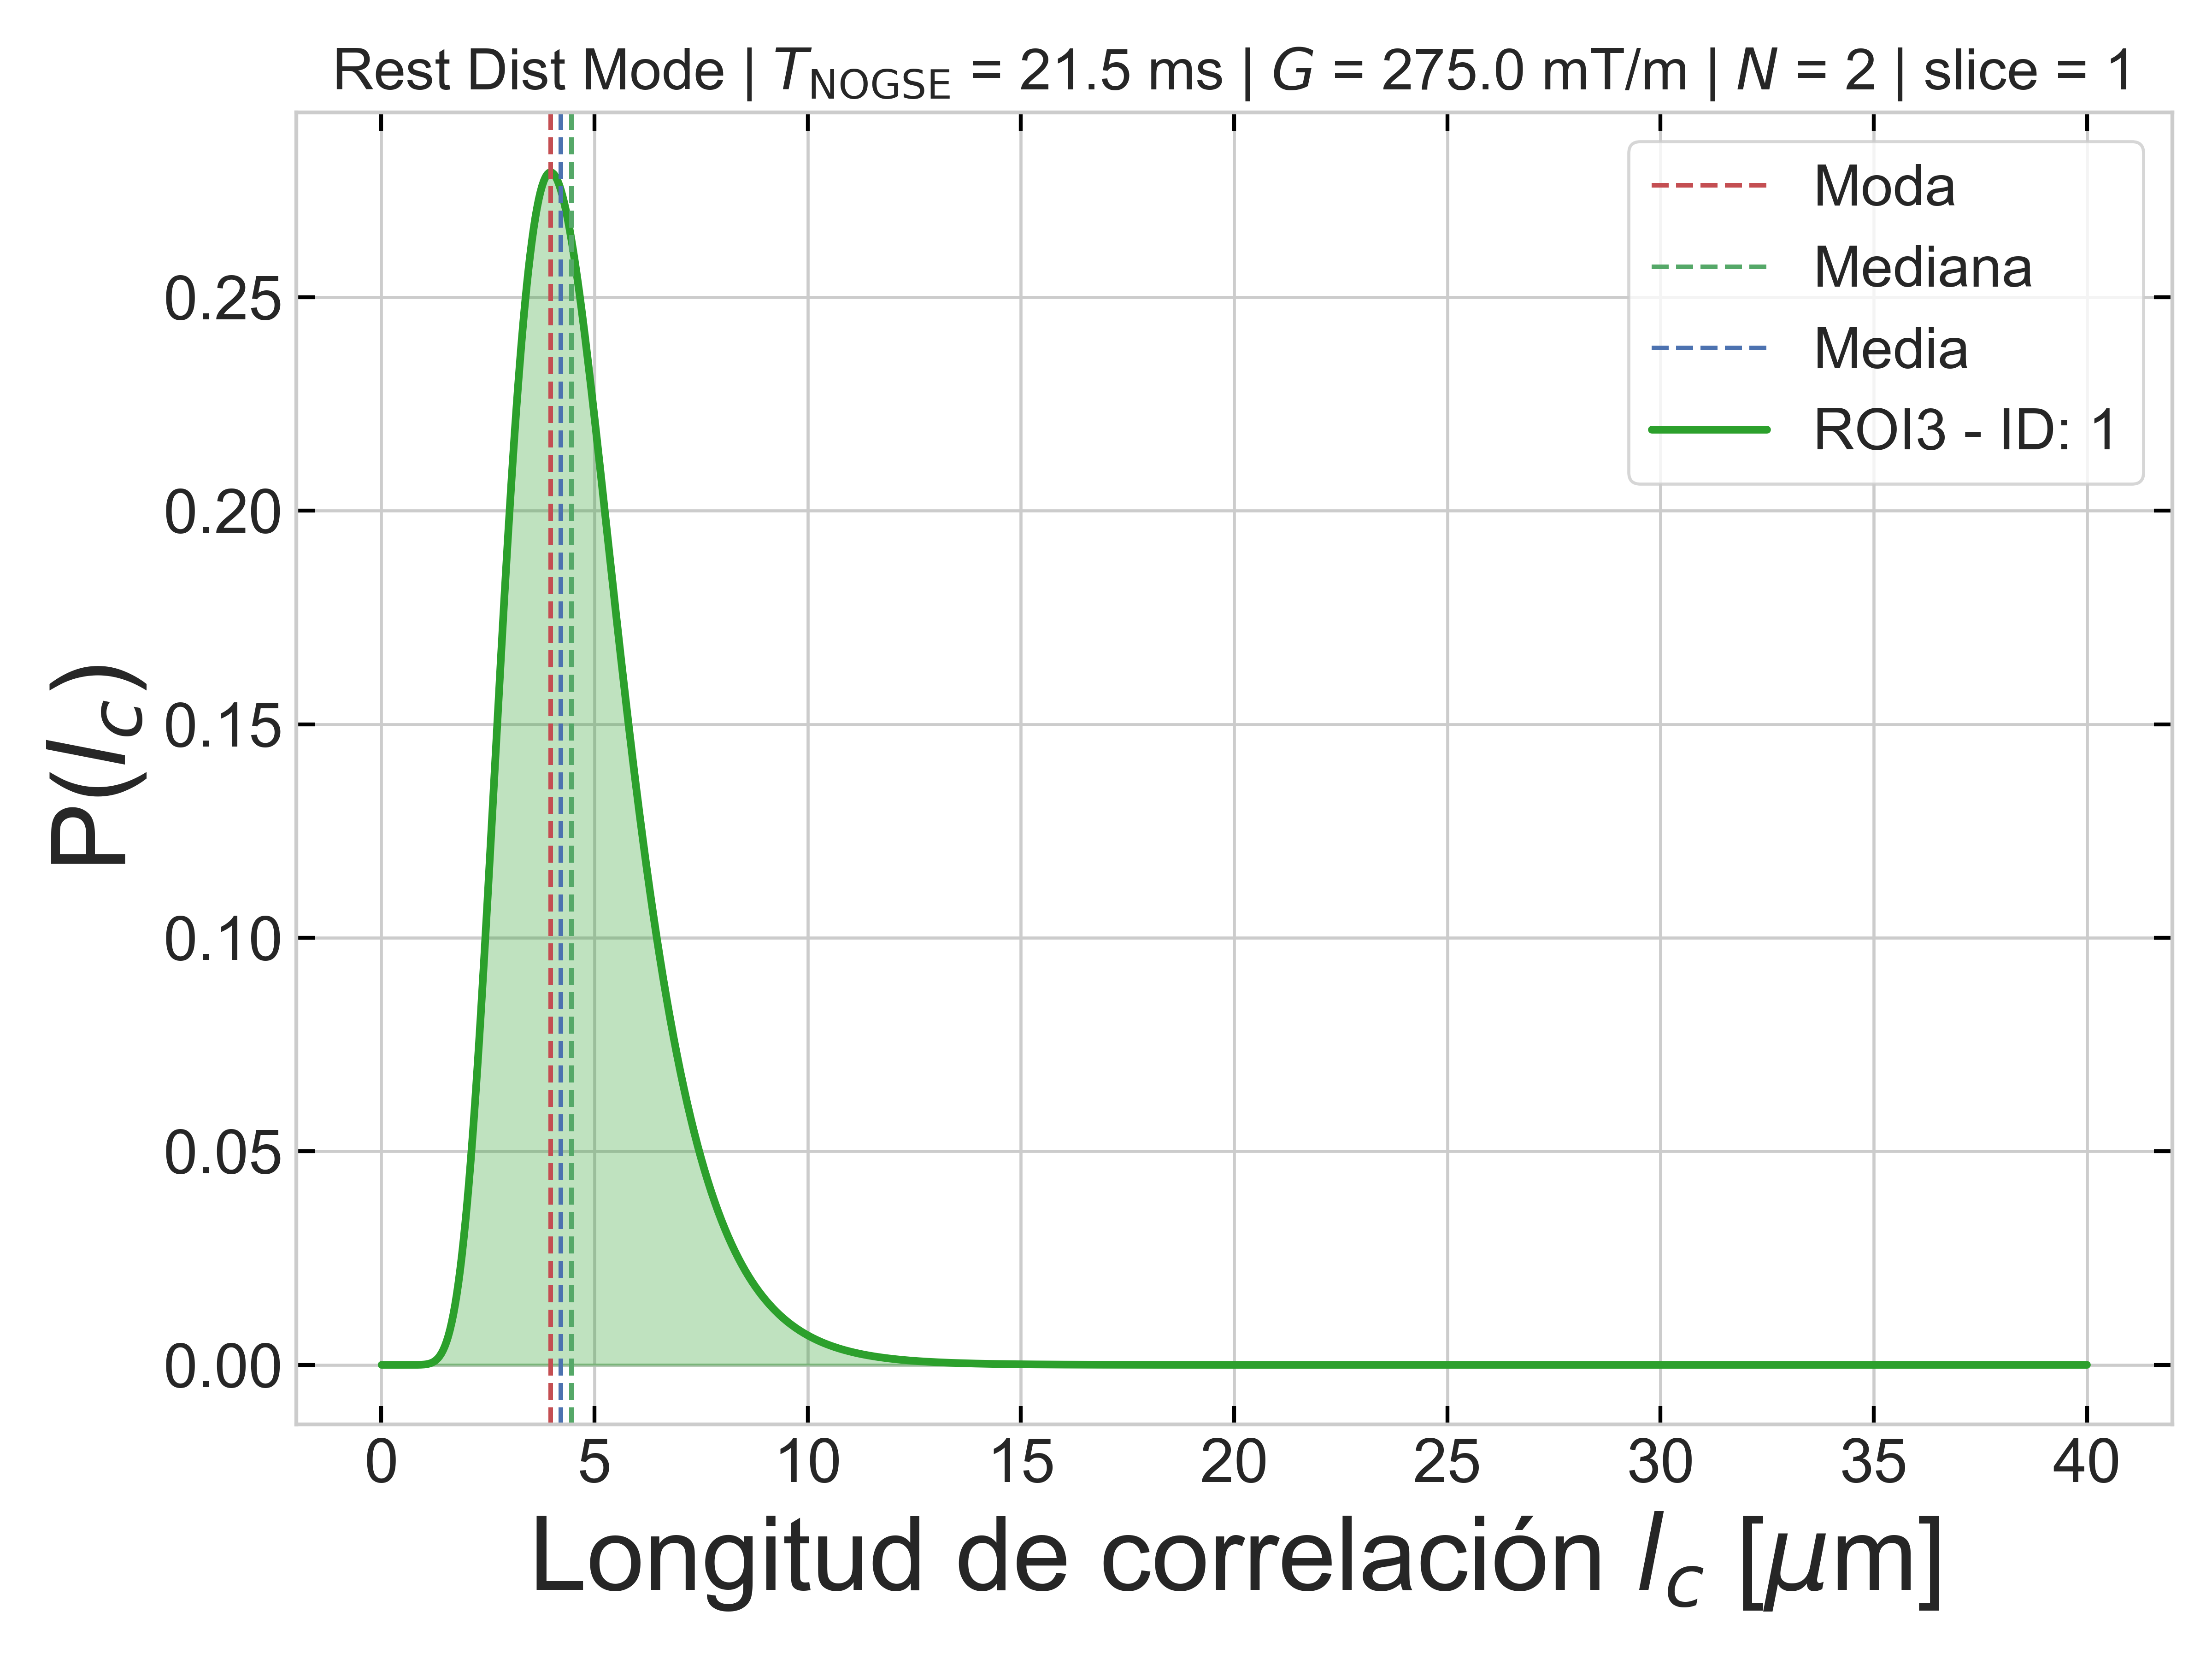 Rest Dist Mode | T_NOGSE = 21.5 ms | G = 275.0 mT/m | N = 2 | slice = 1
Moda
Mediana
Media
ROI3 - ID: 1
P(l_c)
0.25
0.20
0.15
0.10
0.05
0.00
0 5 10 15 20 25 30 35 40
Longitud de correlación l_c [μm]